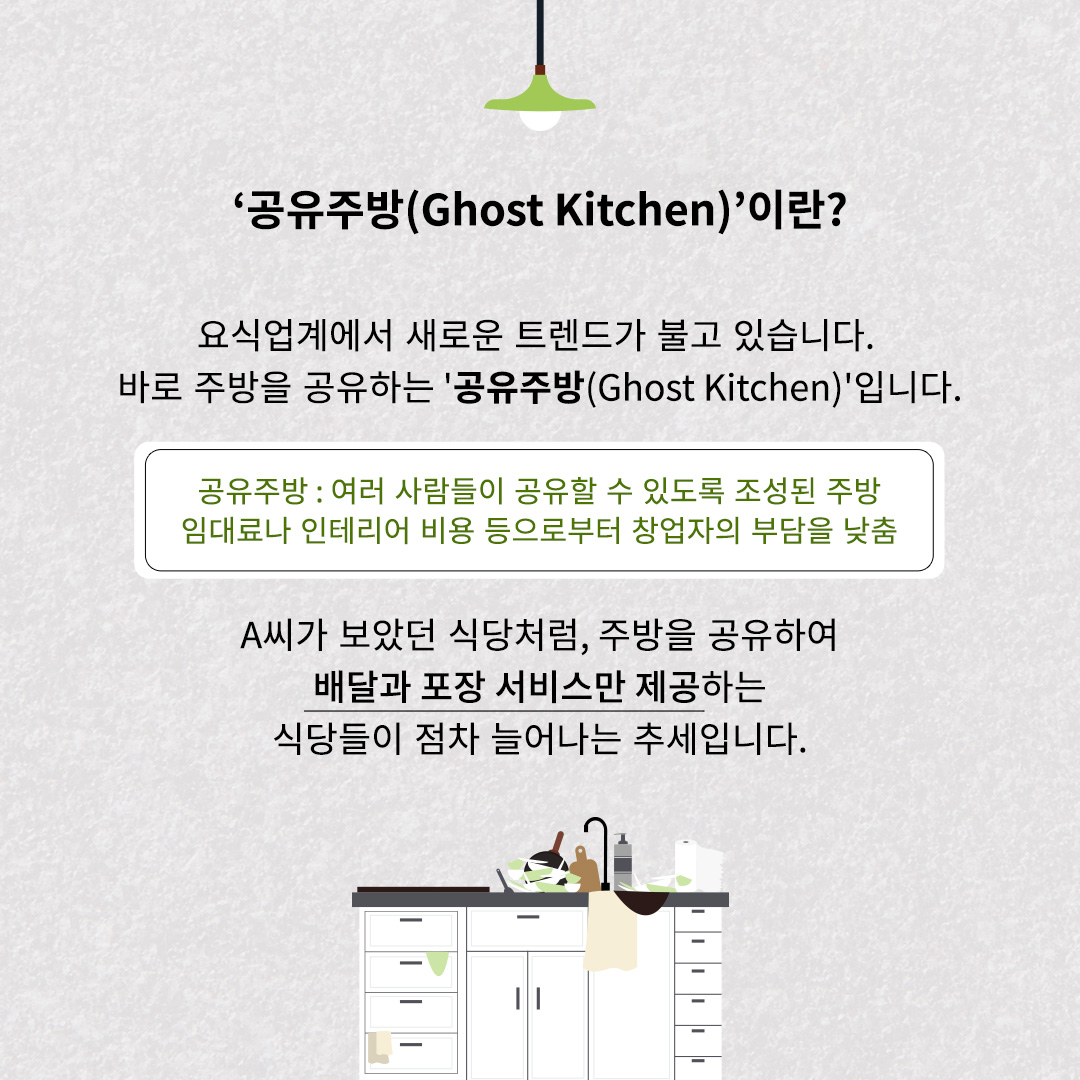 ‘공유주방(Ghost Kitchen)’이란?
요식업계에서 새로운 트렌드가 불고 있습니다.
바로 주방을 공유하는 '공유주방(Ghost Kitchen)'입니다.
공유주방 : 여러 사람들이 공유할 수 있도록 조성된 주방
임대료나 인테리어 비용 등으로부터 창업자의 부담을 낮춤
A씨가 보았던 식당처럼, 주방을 공유하여
배달과 포장 서비스만 제공하는
식당들이 점차 늘어나는 추세입니다.